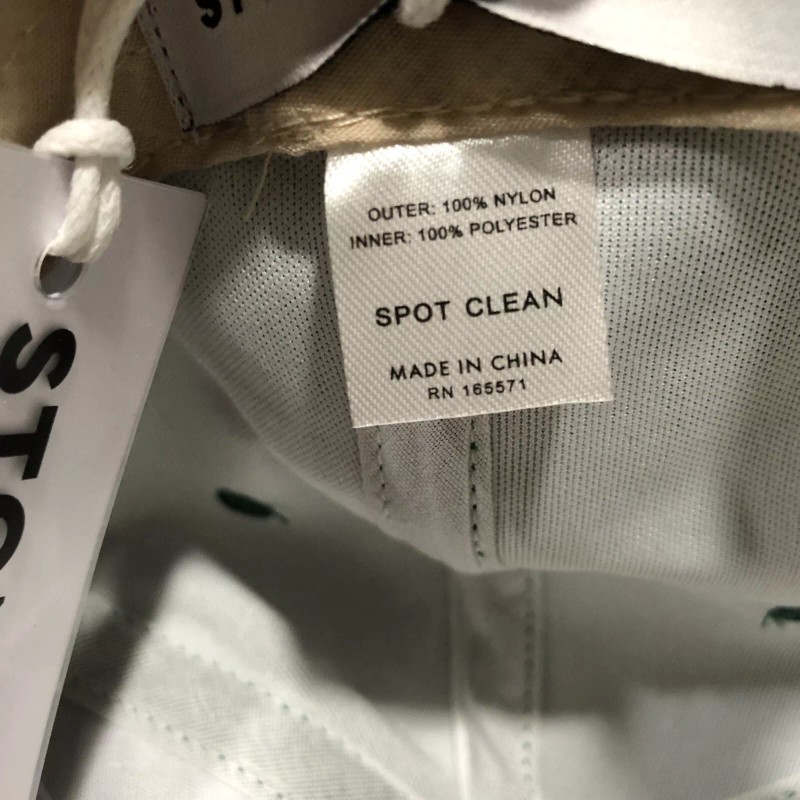 OUTER: 100% NYLON
INNER: 100% POLYESTER
SPOT CLEAN
MADE IN CHINA
RN 165571